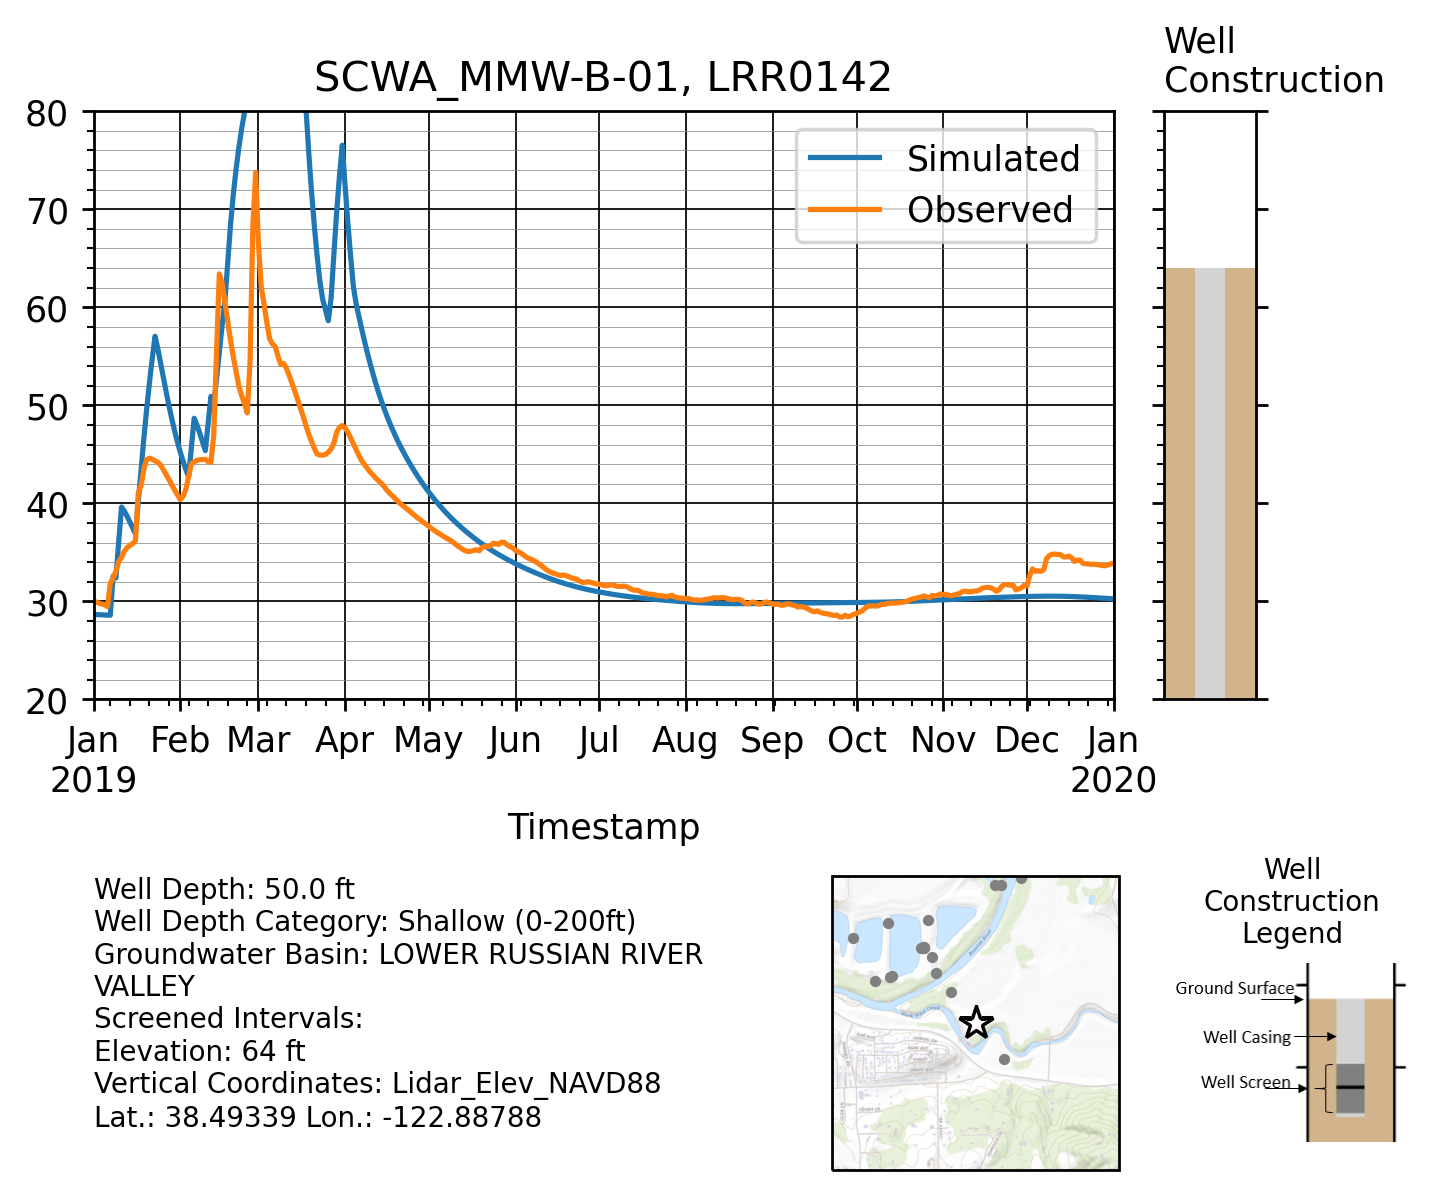 Well
Construction
SCWA_MMW-B-01, LRR0142
80
70
60
50
40
30
20
Simulated
Observed
Jan
2019
Feb
Mar
Apr
May
Jun
Jul
Aug
Sep
Oct
Nov
Dec
Jan
2020
Timestamp
Well Depth: 50.0 ft
Well Depth Category: Shallow (0-200ft)
Groundwater Basin: LOWER RUSSIAN RIVER
VALLEY
Screened Intervals:
Elevation: 64 ft
Vertical Coordinates: Lidar_Elev_NAVD88
Lat.: 38.49339 Lon.: -122.88788
Well
Construction
Legend
Ground Surface
Well Casing
Well Screen